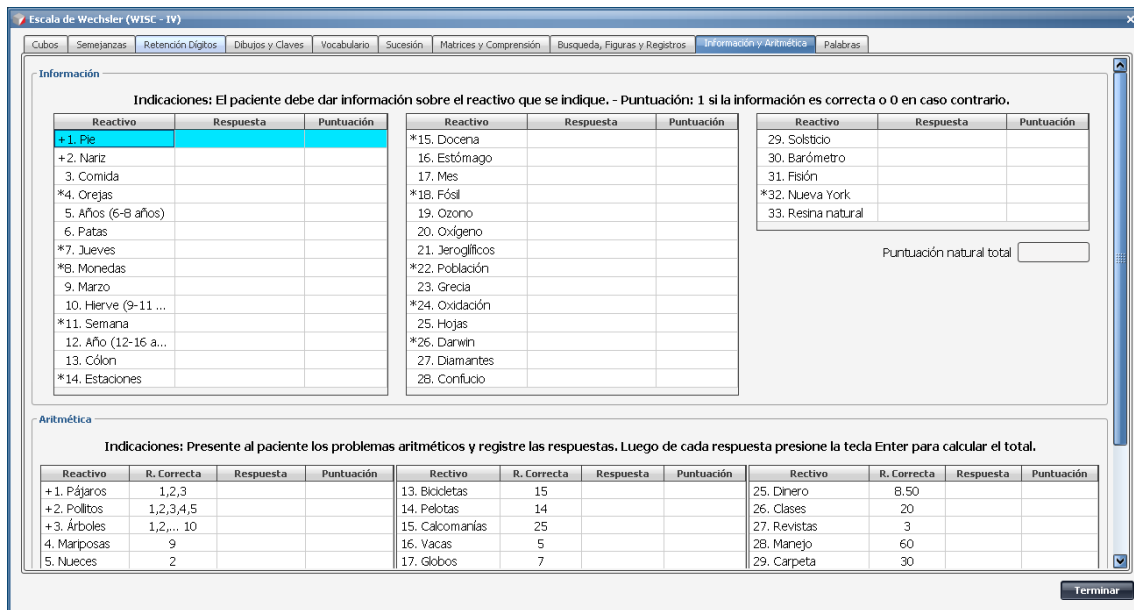 Escala de Wechsler (WISC - IV)
Cubos Semejanzas Retención Dígitos Dibujos y Claves Vocabulario Sucesión Matrices y Comprensión Busqueda, Figuras y Registros Información y Aritmética Palabras
Información
Indicaciones: El paciente debe dar información sobre el reactivo que se indique. - Puntuación: 1 si la información es correcta o 0 en caso contrario.
Reactivo Respuesta Puntuación
+1. Pie
+2. Nariz
3. Comida
*4. Orejas
5. Años (6-8 años)
6. Patas
*7. Jueves
*8. Monedas
9. Marzo
10. Hierve (9-11 ...
*11. Semana
12. Año (12-16 a...
13. Cólon
*14. Estaciones
Reactivo Respuesta Puntuación
*15. Docena
16. Estómago
17. Mes
*18. Fósil
19. Ozono
20. Oxígeno
21. Jeroglíficos
*22. Población
23. Grecia
*24. Oxidación
25. Hojas
*26. Darwin
27. Diamantes
28. Confucio
Reactivo Respuesta Puntuación
29. Solsticio
30. Barómetro
31. Fisión
*32. Nueva York
33. Resina natural
Puntuación natural total
Aritmética
Indicaciones: Presente al paciente los problemas aritméticos y registre las respuestas. Luego de cada respuesta presione la tecla Enter para calcular el total.
Reactivo R. Correcta Respuesta Puntuación
+1. Pájaros 1,2,3
+2. Pollitos 1,2,3,4,5
+3. Árboles 1,2,... 10
4. Mariposas 9
5. Nueces 2
Rectivo R. Correcta Respuesta Puntuación
13. Bicicletas 15
14. Pelotas 14
15. Calcomanías 25
16. Vacas 5
17. Globos 7
Rectivo R. Correcta Respuesta Puntuación
25. Dinero 8.50
26. Clases 20
27. Revistas 3
28. Manejo 60
29. Carpeta 30
Terminar